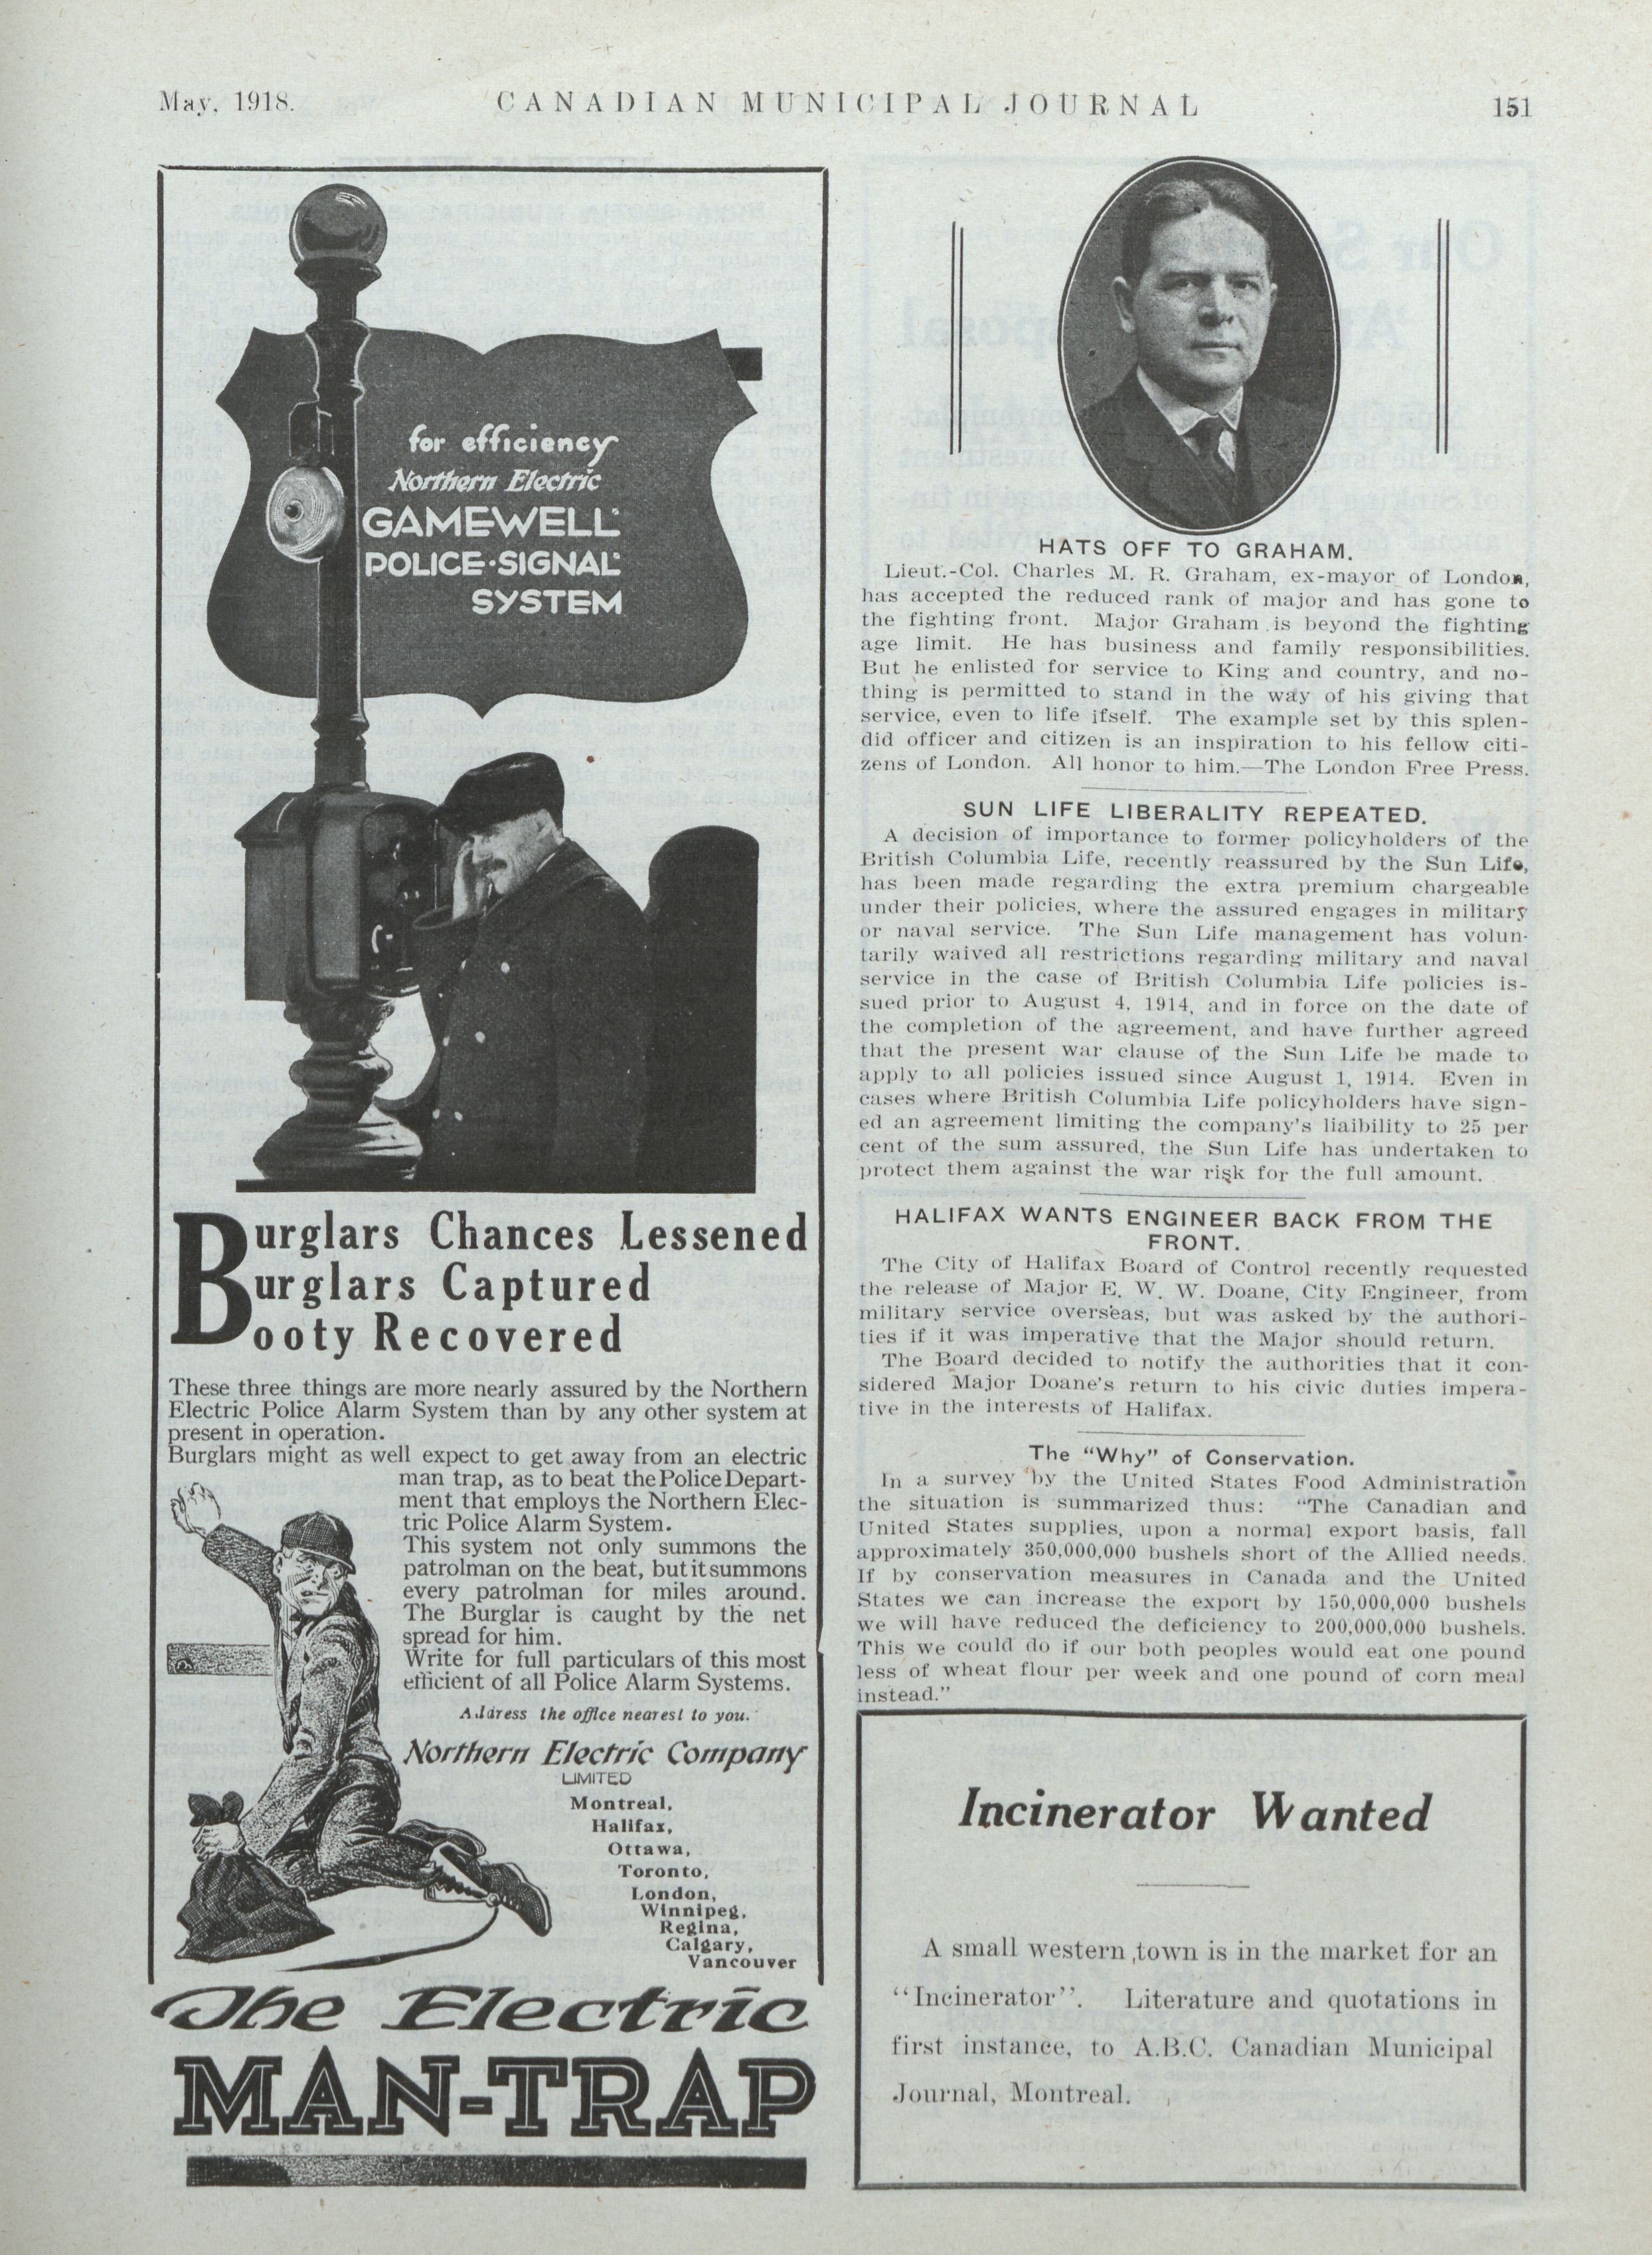 May, 1918.
CANADIAN MUNICIPAL JOURNAL
151
for efficiency
Northern Electric
GAMEWELL
POLICE·SIGNAL
SYSTEM
Burglars Chances Lessened
urglars Captured
ooty Recovered
These three things are more nearly assured by the Northern
Electric Police Alarm System than by any other system at
present in operation.
Burglars might as well expect to get away from an electric
man trap, as to beat the Police Depart-
ment that employs the Northern Elec-
tric Police Alarm System.
This system not only summons the
patrolman on the beat, but it summons
every patrolman for miles around.
The Burglar is caught by the net
spread for him.
Write for full particulars of this most
efficient of all Police Alarm Systems.
Address the office nearest to you.
Northern Electric Company
LIMITED
Montreal,
Halifax,
Ottawa,
Toronto,
London,
Winnipeg,
Regina,
Calgary,
Vancouver
The Electric
MAN-TRAP
HATS OFF TO GRAHAM.
Lieut.-Col. Charles M. R. Graham, ex-mayor of London,
has accepted the reduced rank of major and has gone to
the fighting front. Major Graham is beyond the fighting
age limit. He has business and family responsibilities.
But he enlisted for service to King and country, and no-
thing is permitted to stand in the way of his giving that
service, even to life ifself. The example set by this splen-
did officer and citizen is an inspiration to his fellow citi-
zens of London. All honor to him.—The London Free Press.
SUN LIFE LIBERALITY REPEATED.
A decision of importance to former policyholders of the
British Columbia Life, recently reassured by the Sun Life,
has been made regarding the extra premium chargeable
under their policies, where the assured engages in military
or naval service. The Sun Life management has volun-
tarily waived all restrictions regarding military and naval
service in the case of British Columbia Life policies is-
sued prior to August 4, 1914, and in force on the date of
the completion of the agreement, and have further agreed
that the present war clause of the Sun Life be made to
apply to all policies issued since August 1, 1914. Even in
cases where British Columbia Life policyholders have sign-
ed an agreement limiting the company's liaibility to 25 per
cent of the sum assured, the Sun Life has undertaken to
protect them against the war risk for the full amount.
HALIFAX WANTS ENGINEER BACK FROM THE
FRONT.
The City of Halifax Board of Control recently requested
the release of Major E. W. W. Doane, City Engineer, from
military service overseas, but was asked by the authori-
ties if it was imperative that the Major should return.
The Board decided to notify the authorities that it con-
sidered Major Doane's return to his civic duties impera-
tive in the interests of Halifax.
The "Why" of Conservation.
In a survey by the United States Food Administration
the situation is summarized thus: "The Canadian and
United States supplies, upon a normal export basis, fall
approximately 350,000,000 bushels short of the Allied needs.
If by conservation measures in Canada and the United
States we can increase the export by 150,000,000 bushels
we will have reduced the deficiency to 200,000,000 bushels.
This we could do if our both peoples would eat one pound
less of wheat flour per week and one pound of corn meal
instead."
Incinerator Wanted
A small western town is in the market for an
"Incinerator". Literature and quotations in
first instance, to A.B.C. Canadian Municipal
Journal, Montreal.